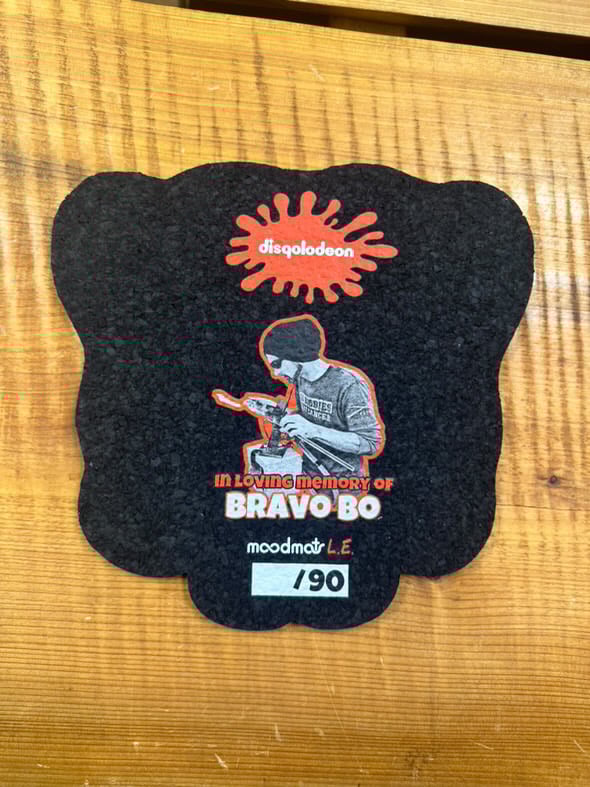 disqolodeon
IN LOVING MEMORY OF
BRAVO BO
moodmats L.E.
/90